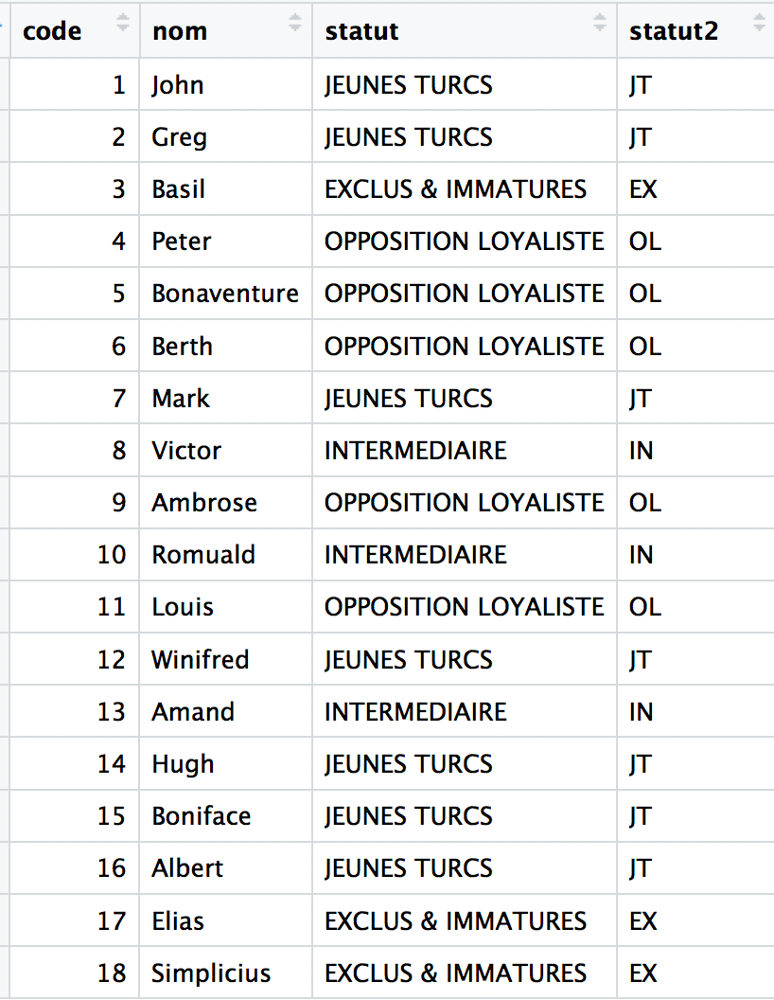 code nom statut statut2
1 John JEUNES TURCS JT
2 Greg JEUNES TURCS JT
3 Basil EXCLUS & IMMATURES EX
4 Peter OPPOSITION LOYALISTE OL
5 Bonaventure OPPOSITION LOYALISTE OL
6 Berth OPPOSITION LOYALISTE OL
7 Mark JEUNES TURCS JT
8 Victor INTERMEDIAIRE IN
9 Ambrose OPPOSITION LOYALISTE OL
10 Romuald INTERMEDIAIRE IN
11 Louis OPPOSITION LOYALISTE OL
12 Winifred JEUNES TURCS JT
13 Amand INTERMEDIAIRE IN
14 Hugh JEUNES TURCS JT
15 Boniface JEUNES TURCS JT
16 Albert JEUNES TURCS JT
17 Elias EXCLUS & IMMATURES EX
18 Simplicius EXCLUS & IMMATURES EX